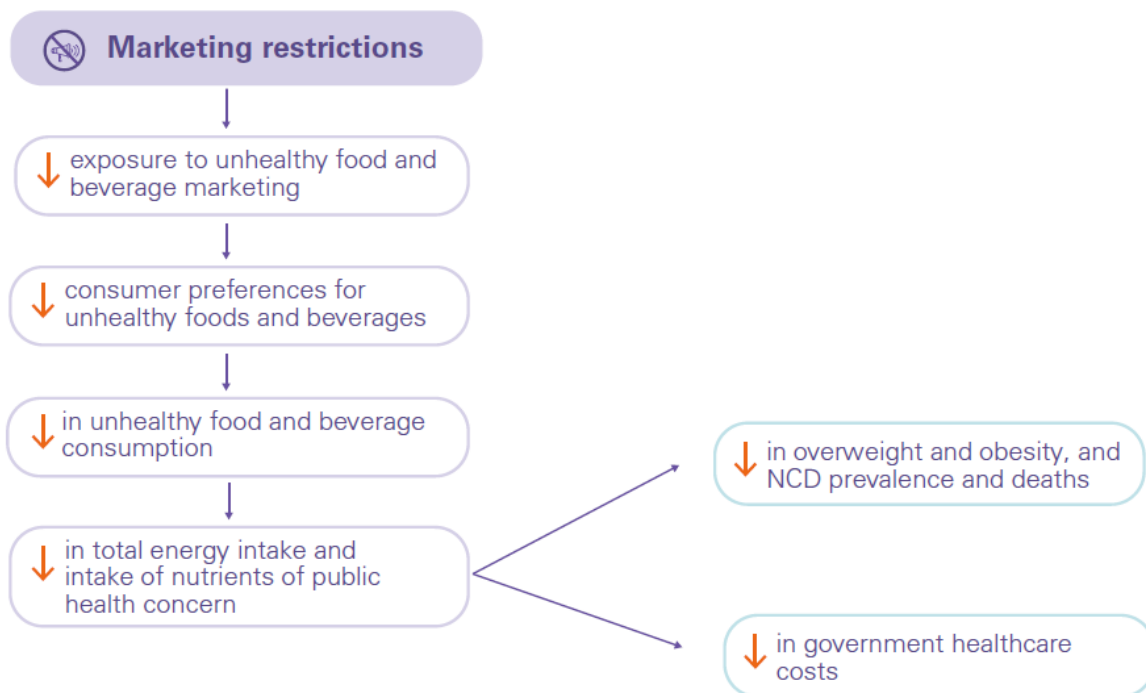 Marketing restrictions
exposure to unhealthy food and
beverage marketing
consumer preferences for
unhealthy foods and beverages
in unhealthy food and beverage
consumption
in total energy intake and
intake of nutrients of public
health concern
in overweight and obesity, and
NCD prevalence and deaths
in government healthcare
costs